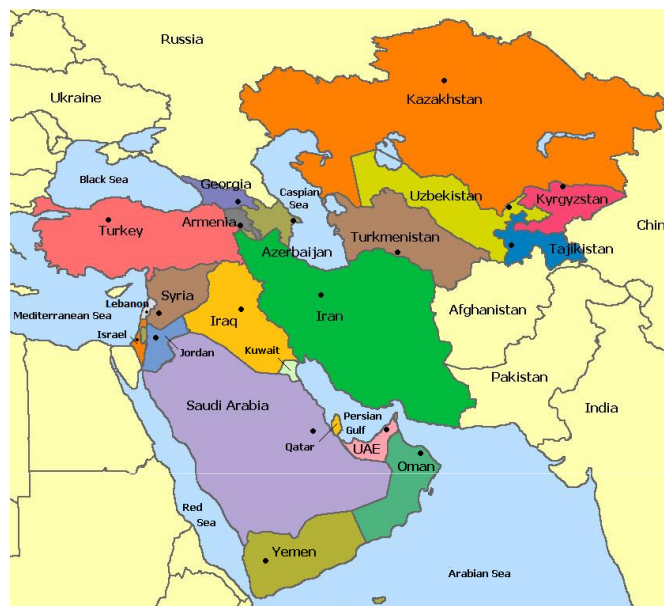 Russia
Kazakhstan
Ukraine
Black Sea
Georgia
Caspian
Sea
Uzbekistan
Kyrgyzstan
Armenia
Turkey
Chin
Turkmenistan
Tajikistan
Azerbaijan
Lebanon
Syria
Mediterranean Sea
Iraq
Iran
Afghanistan
Israel
Jordan
Kuwait
Pakistan
Saudi Arabia
India
Persian
Gulf
Qatar
UAE
Oman
Red
Sea
Yemen
Arabian Sea